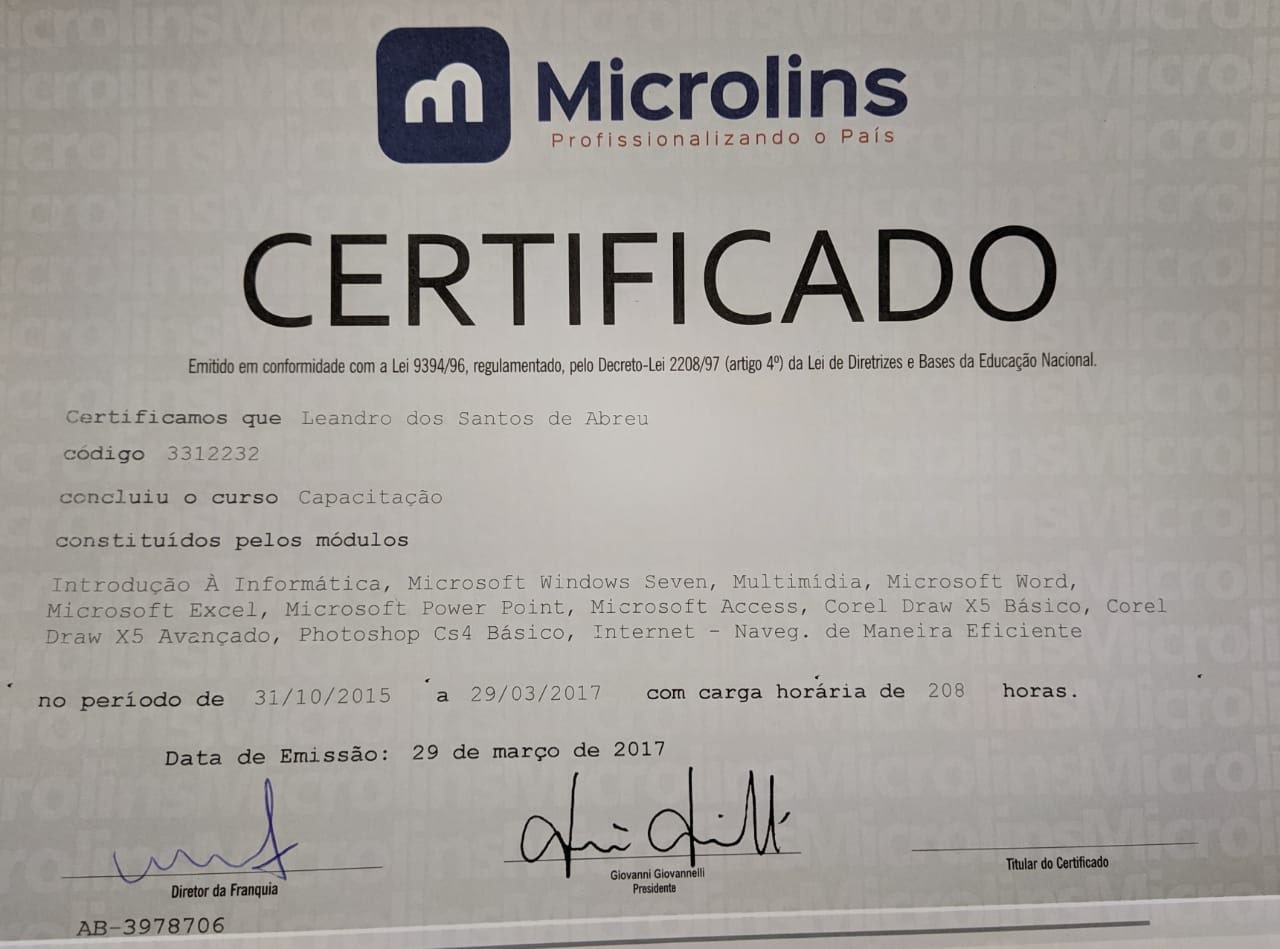 Microlins
Profissionalizando o País
CERTIFICADO
Emitido em conformidade com a Lei 9394/96, regulamentado, pelo Decreto-Lei 2208/97 (artigo 4º) da Lei de Diretrizes e Bases da Educação Nacional.
Certificamos que Leandro dos Santos de Abreu
código 3312232
concluiu o curso Capacitação
constituídos pelos módulos
Introdução À Informática, Microsoft Windows Seven, Multimídia, Microsoft Word,
Microsoft Excel, Microsoft Power Point, Microsoft Access, Corel Draw X5 Básico, Corel
Draw X5 Avançado, Photoshop Cs4 Básico, Internet - Naveg. de Maneira Eficiente
no período de 31/10/2015 a 29/03/2017 com carga horária de 208 horas.
Data de Emissão: 29 de março de 2017
Diretor da Franquia
Giovanni Giovannelli
Presidente
Titular do Certificado
AB-3978706